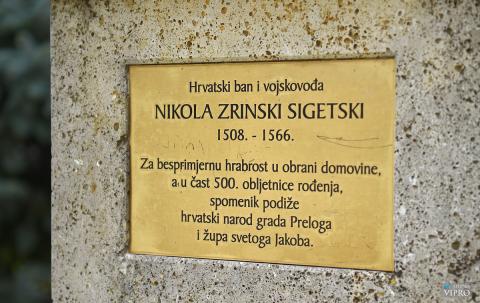 Hrvatski ban i vojskovođa
NIKOLA ZRINSKI SIGETSKI
1508. - 1566.
Za besprimjernu hrabrost u obrani domovine,
a u čast 500. obljetnice rođenja,
spomenik podiže
hrvatski narod grada Preloga
i župa svetoga Jakoba.
VIPRO